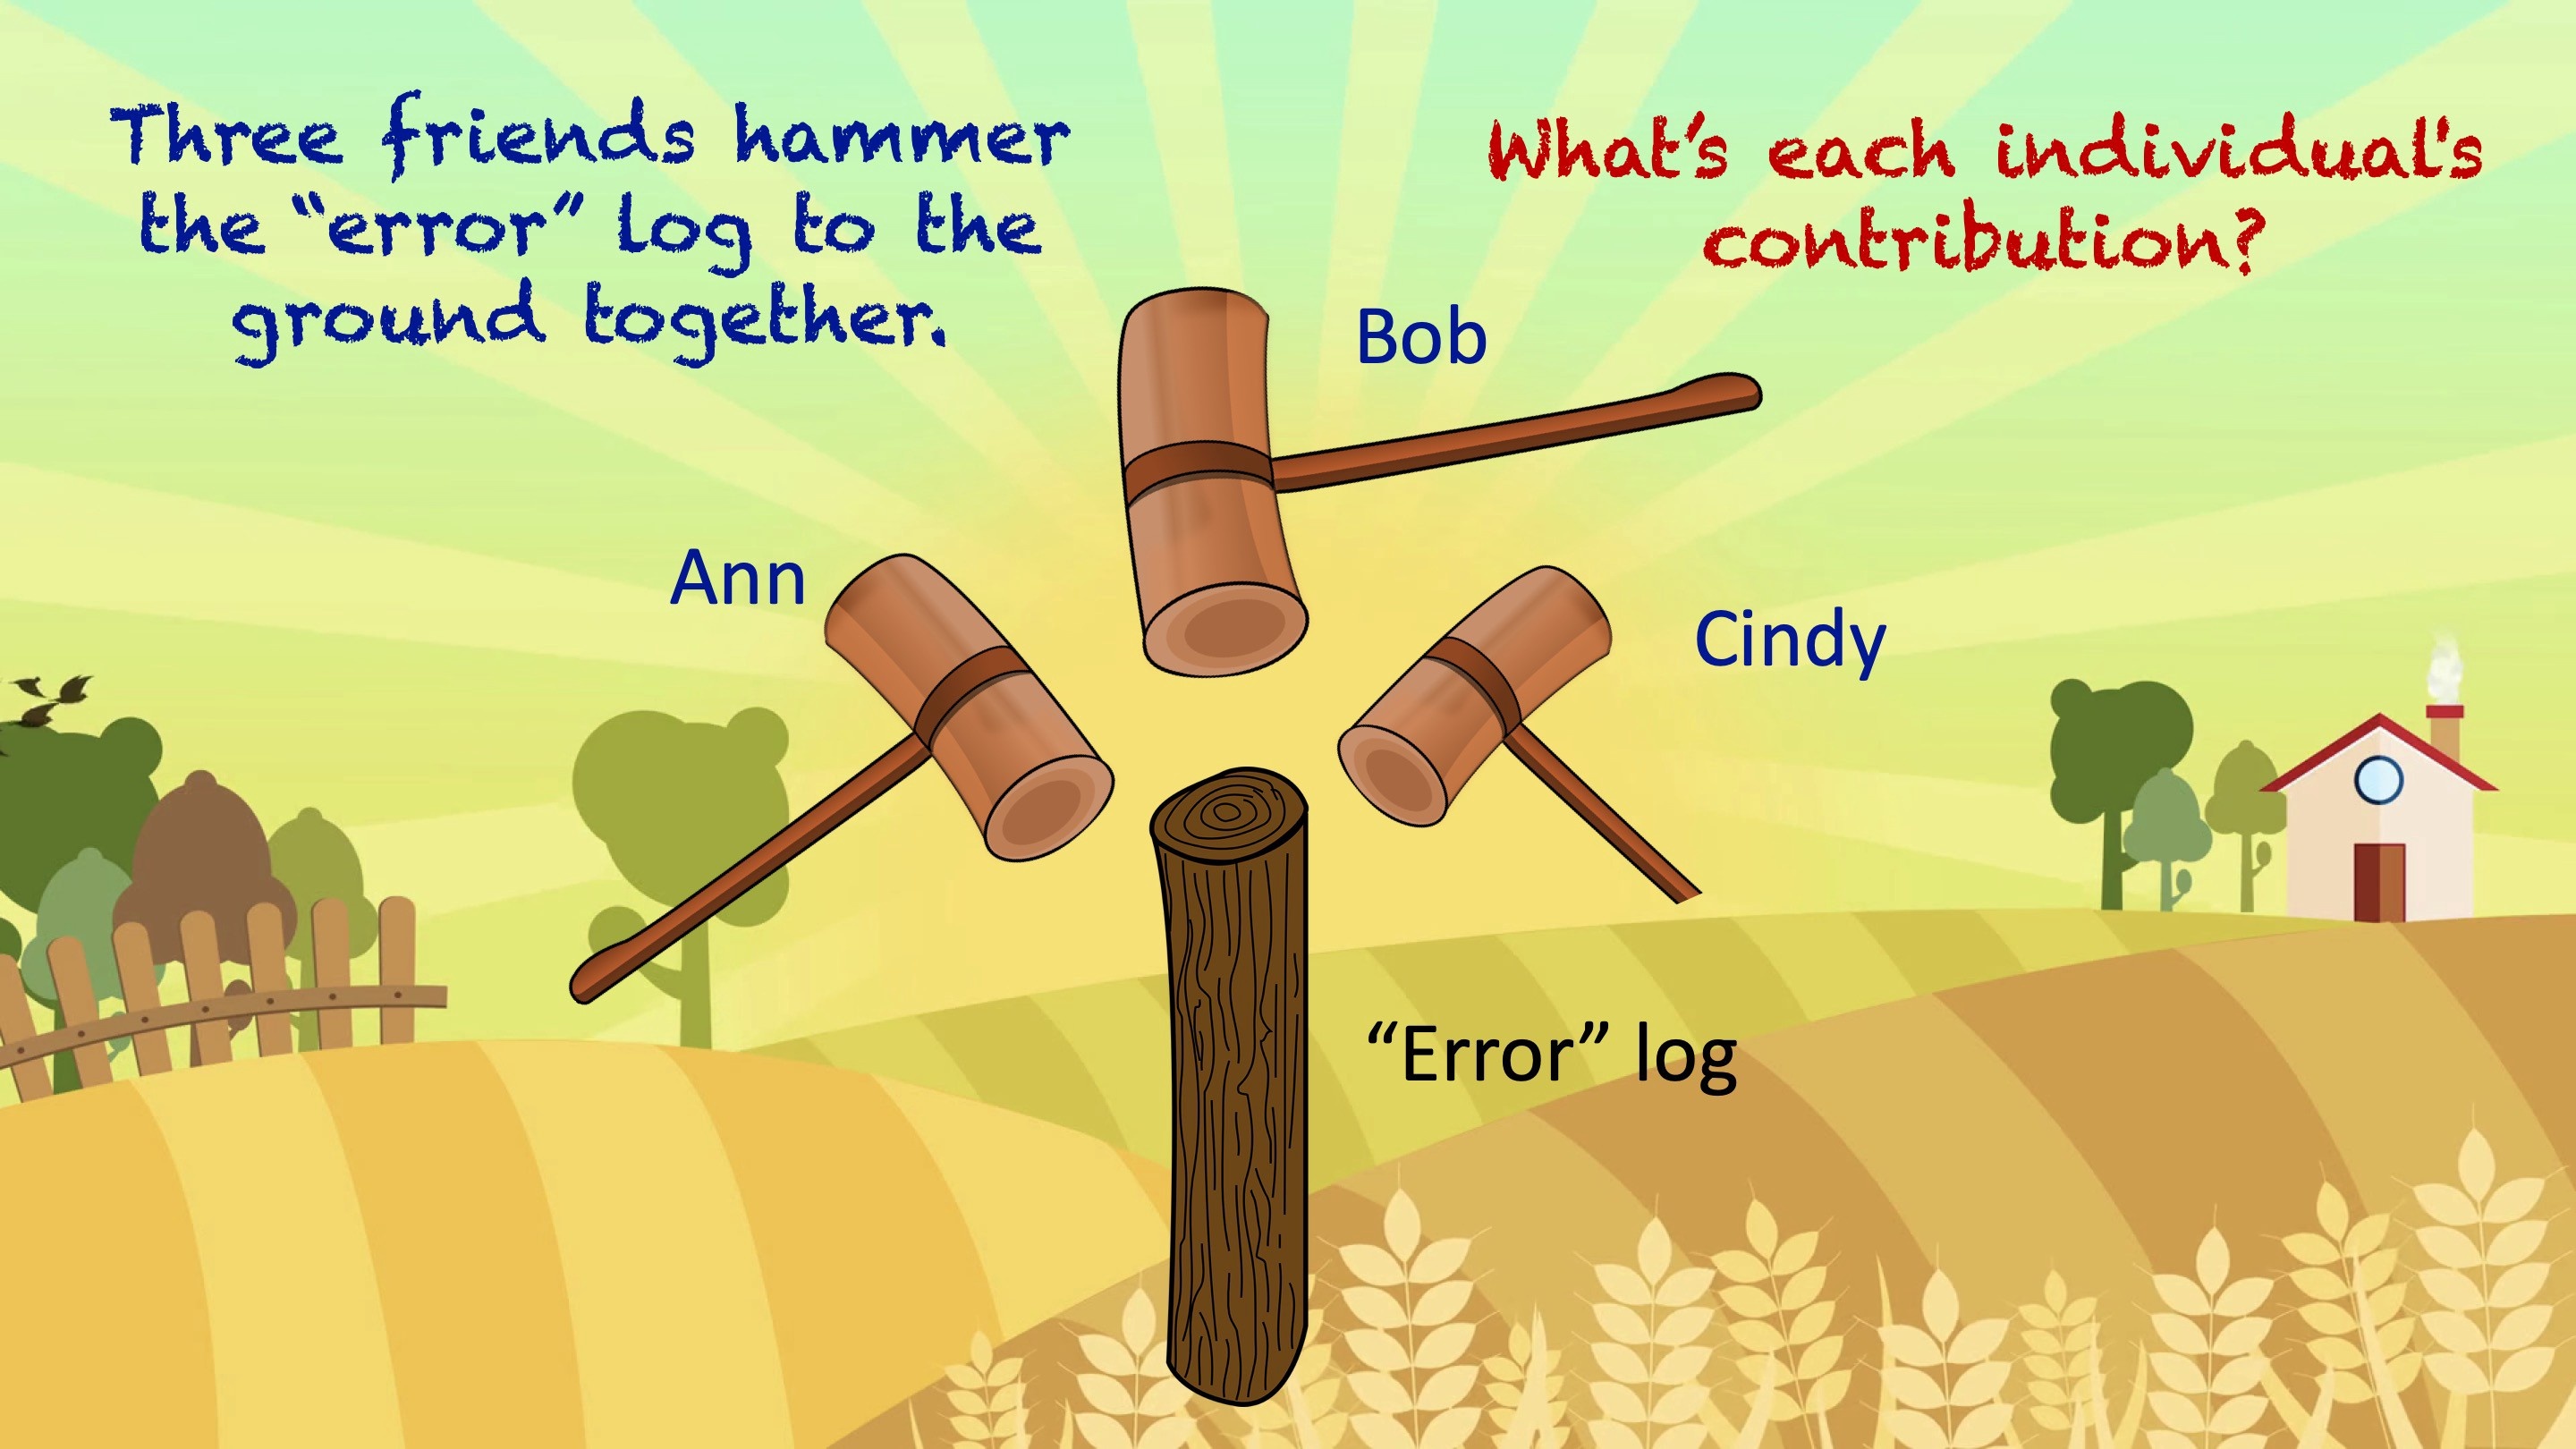 Three friends hammer
the “error” log to the
ground together.
What’s each individual's
contribution?
Bob
Ann
Cindy
“Error” log